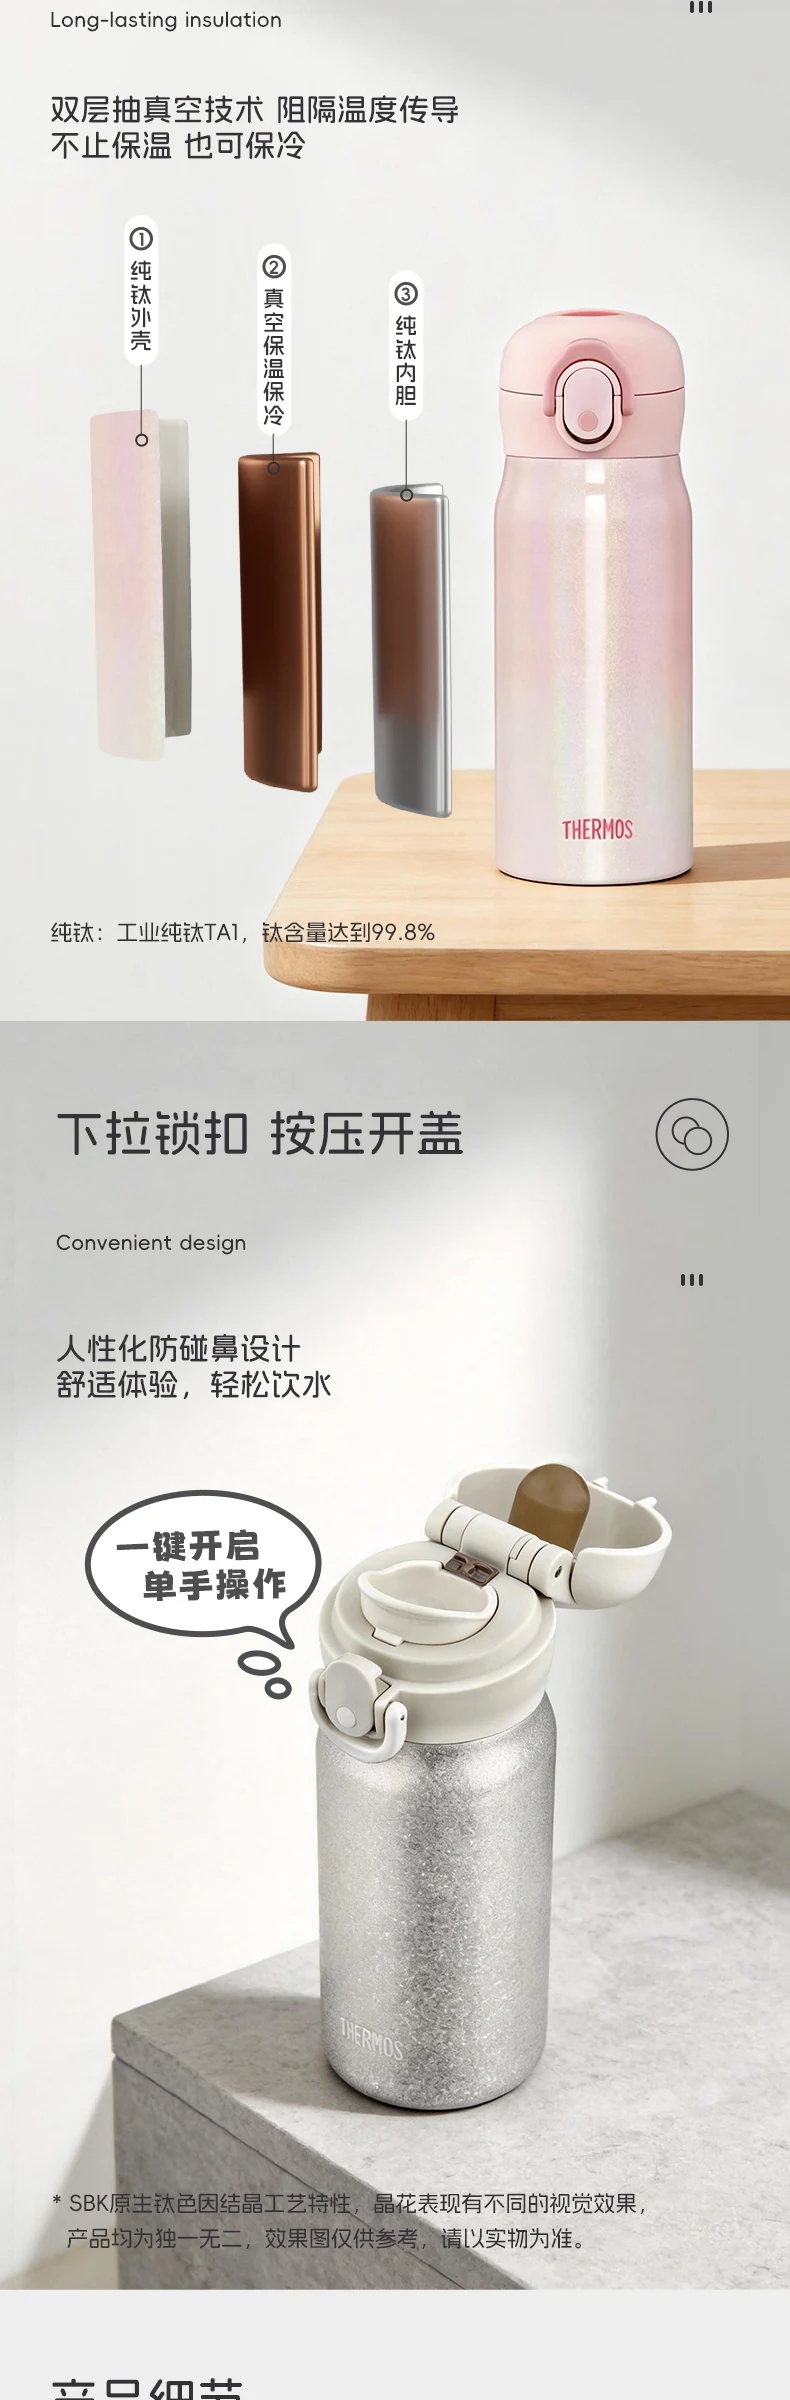 Long-lasting insulation
双层抽真空技术 阻隔温度传导
不止保温 也可保冷
① 纯钛外壳
② 真空保温保冷
③ 纯钛内胆
THERMOS
纯钛：工业纯钛TA1，钛含量达到99.8%
下拉锁扣 按压开盖
Convenient design
人性化防碰鼻设计
舒适体验，轻松饮水
一键开启
单手操作
THERMOS
* SBK原生钛色因结晶工艺特性，晶花表现有不同的视觉效果，
产品均为独一无二，效果图仅供参考，请以实物为准。
产品细节